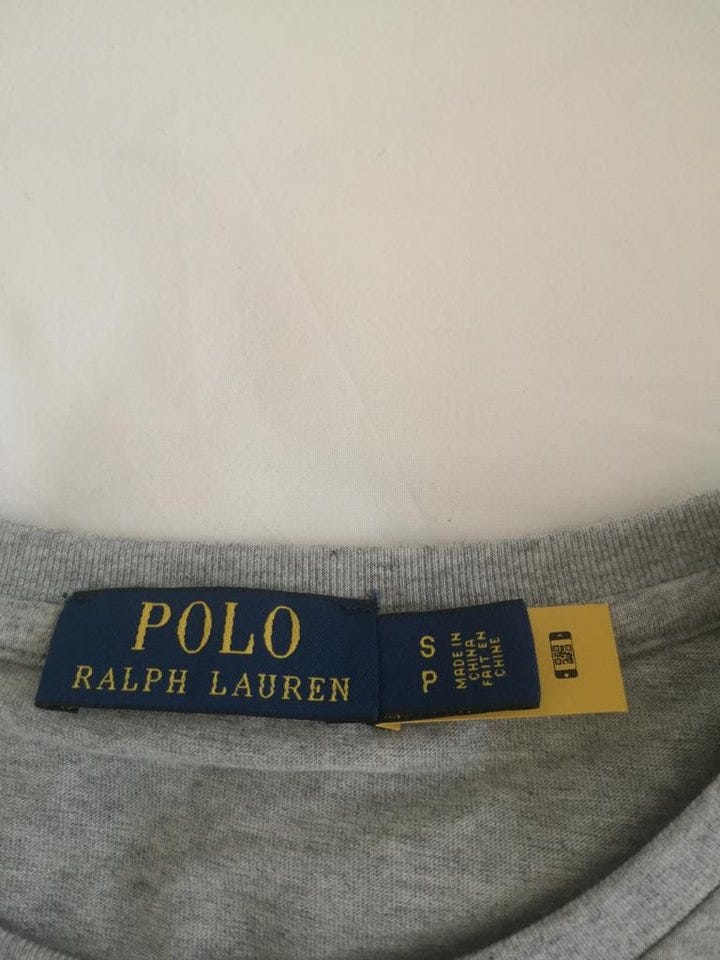 POLO
RALPH LAUREN
S
P
MADE IN
CHINA
FAIT EN
CHINE